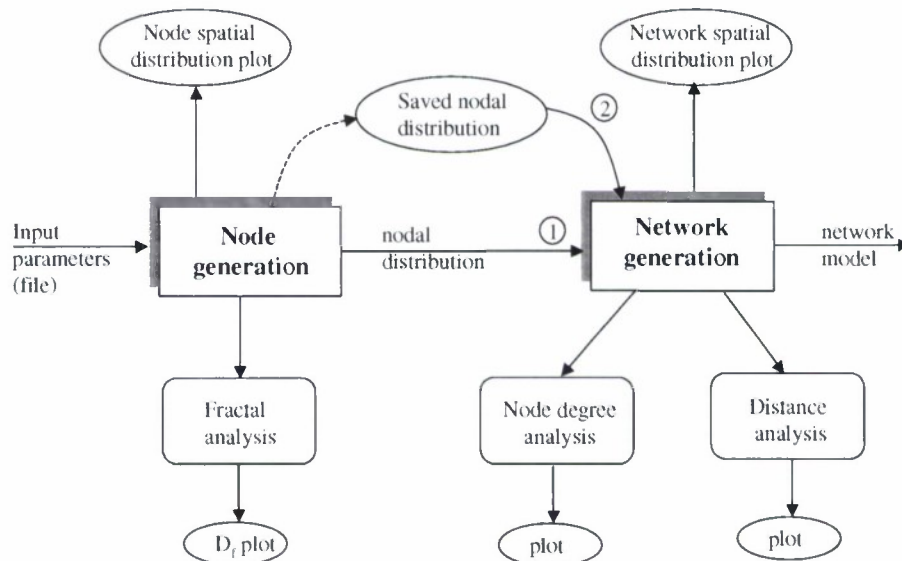 Node spatial
distribution plot
Network spatial
distribution plot
Saved nodal
distribution
2
Input
parameters
(file)
Node
generation
nodal
distribution
1
Network
generation
network
model
Fractal
analysis
Node degree
analysis
Distance
analysis
Df plot
plot
plot